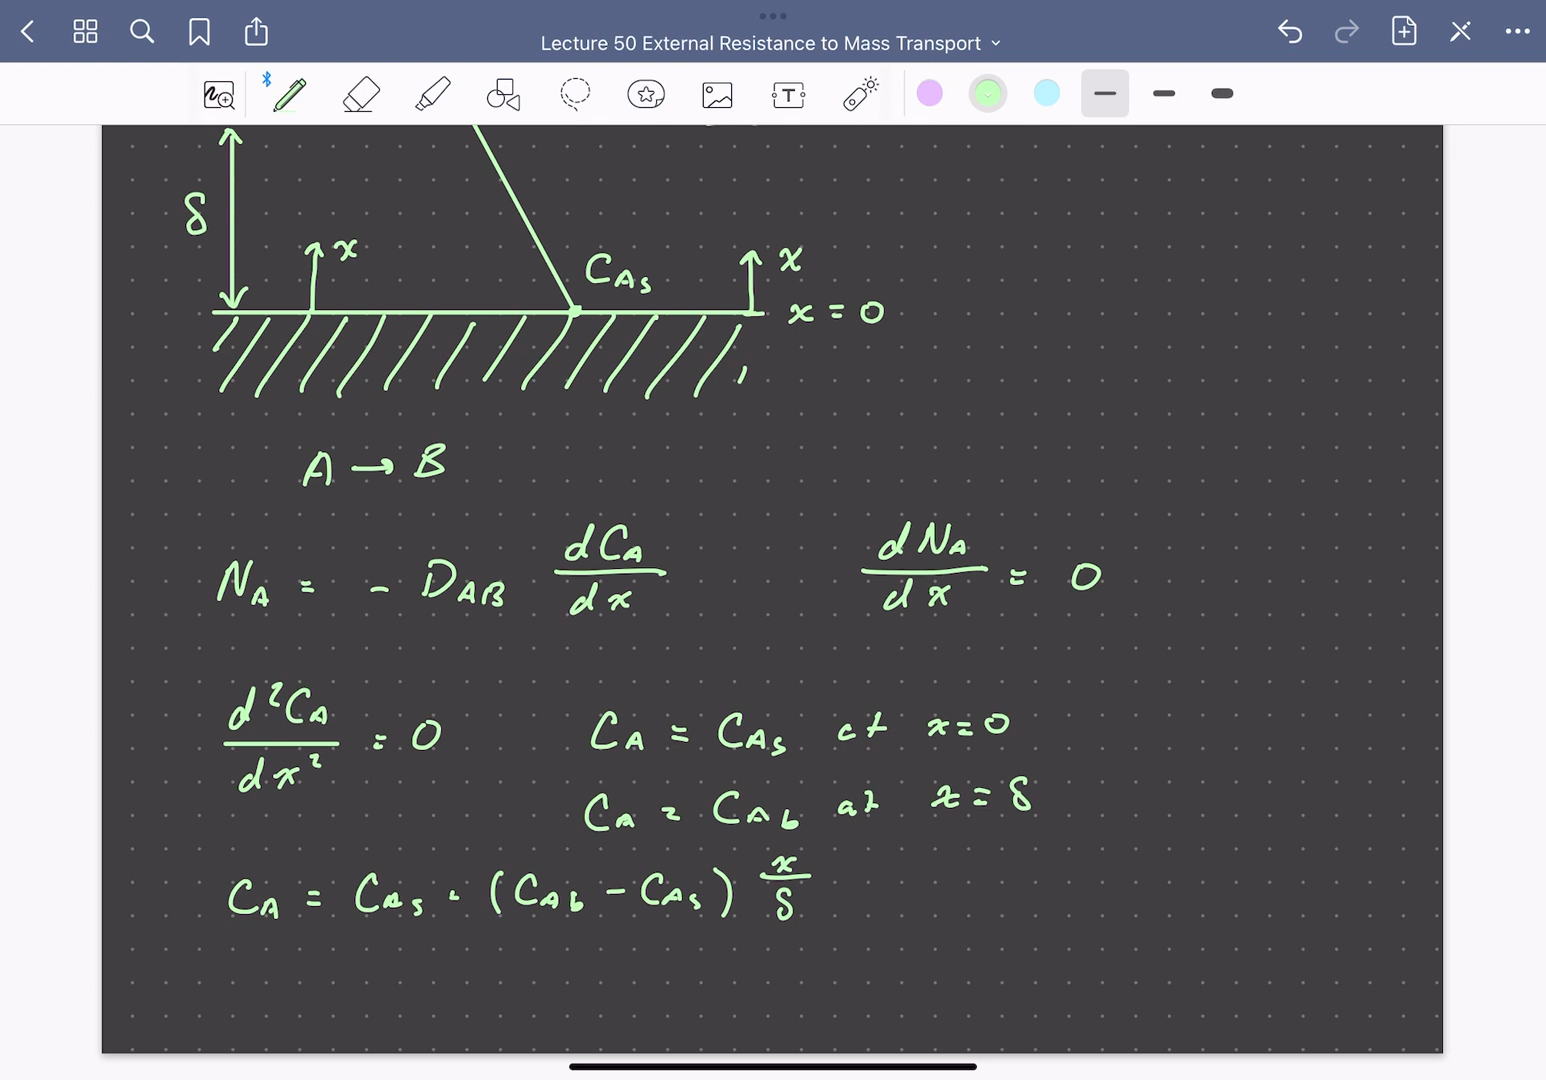 Lecture 50 External Resistance to Mass Transport
T
δ
x
C_As
x
x = 0
A → B
N_A = - D_AB dC_A/dx
dN_A/dx = 0
d²C_A/dx² = 0
C_A = C_As at x = 0
C_A = C_Ab at x = δ
C_A = C_As · (C_Ab - C_As) x/δ